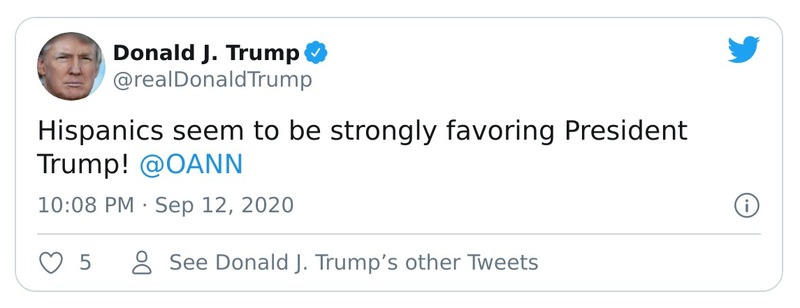 Donald J. Trump
@realDonaldTrump
Hispanics seem to be strongly favoring President
Trump! @OANN
10:08 PM · Sep 12, 2020
5
See Donald J. Trump’s other Tweets